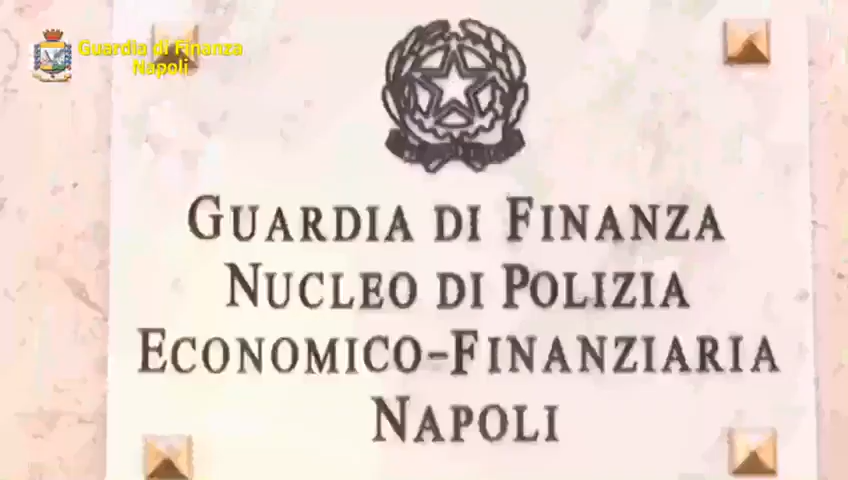 Guardia di Finanza
Napoli
GUARDIA DI FINANZA
NUCLEO DI POLIZIA
ECONOMICO-FINANZIARIA
NAPOLI